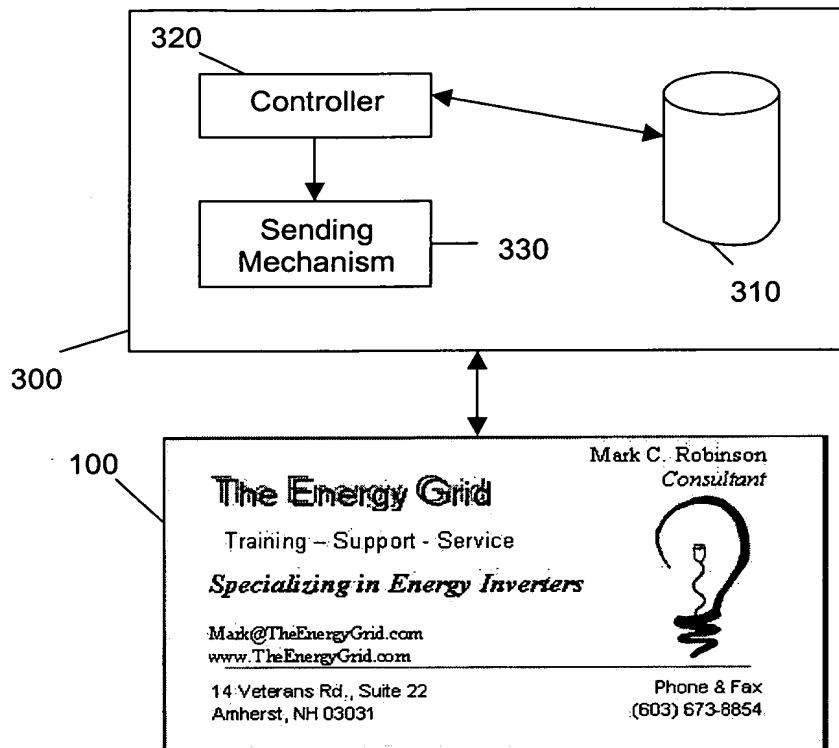 320
Controller
Sending
Mechanism
330
310
300
100
Mark C. Robinson
Consultant
The Energy Grid
Training – Support - Service
Specializing in Energy Inverters
Mark@TheEnergyGrid.com
www.TheEnergyGrid.com
14 Veterans Rd., Suite 22
Amherst, NH 03031
Phone & Fax
(603) 673-8854